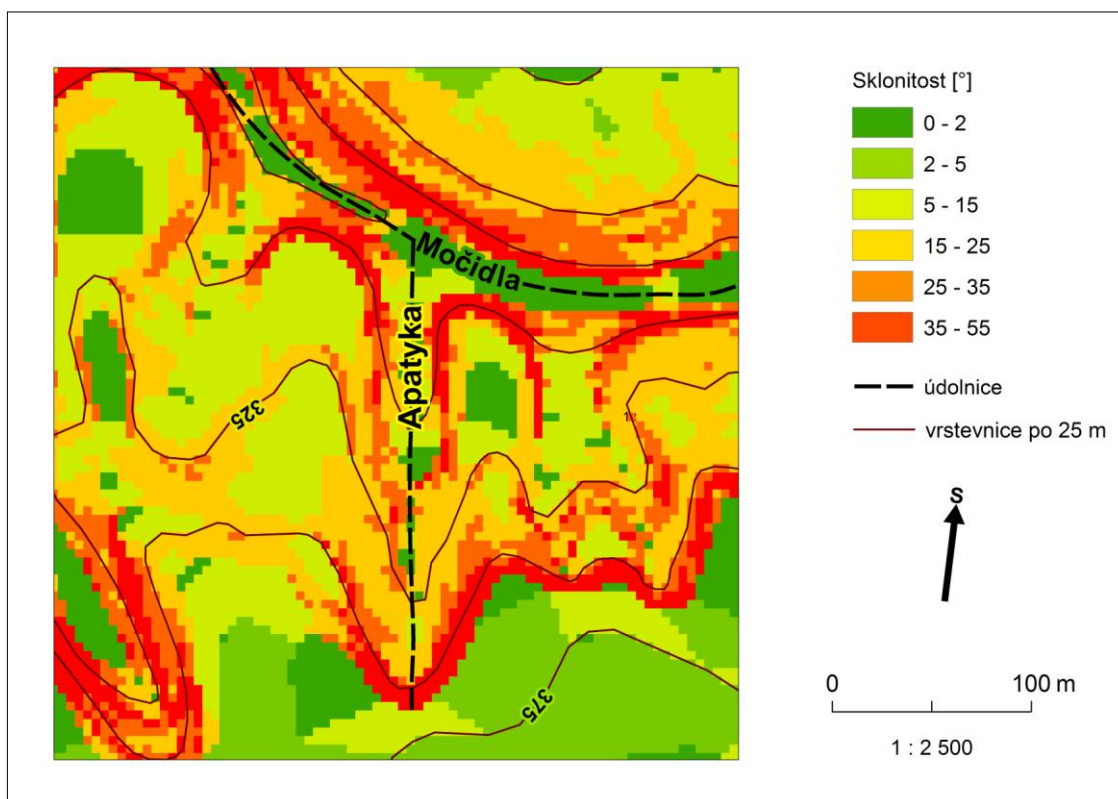 Močidla
Apatyka
325
375
Sklonitost [°]
0 - 2
2 - 5
5 - 15
15 - 25
25 - 35
35 - 55
údolnice
vrstevnice po 25 m
S
0
100 m
1 : 2 500